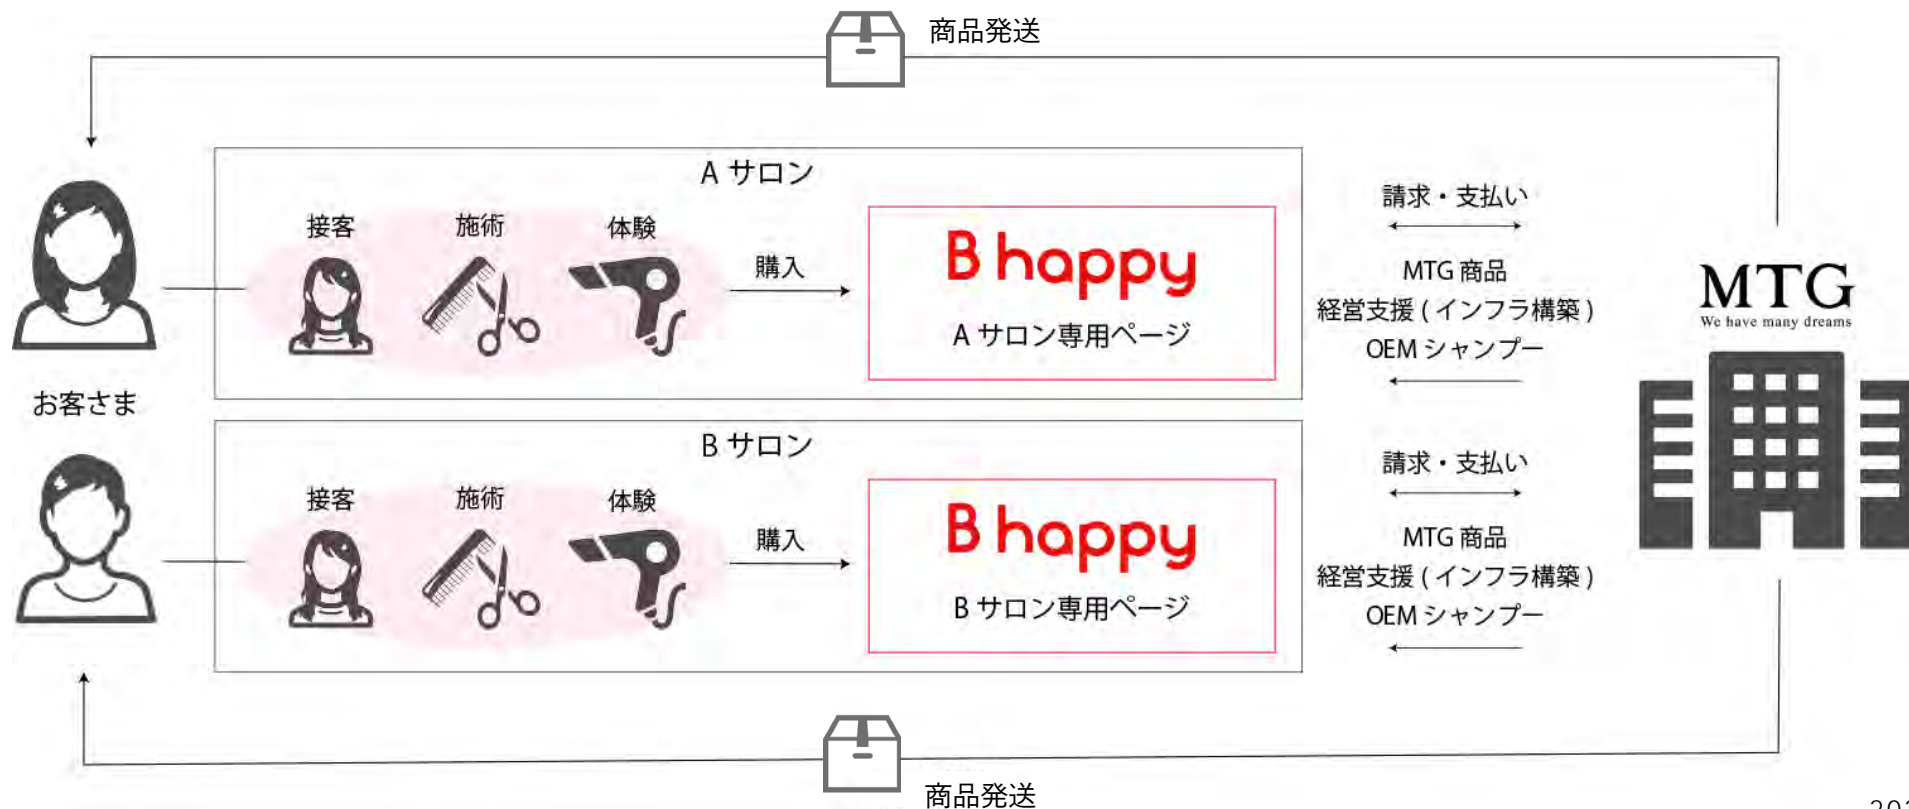 商品発送
A サロン
接客
施術
体験
購入
B happy
A サロン専用ページ
請求・支払い
MTG 商品
経営支援 ( インフラ構築 )
OEM シャンプー
MTG
We have many dreams
お客さま
B サロン
接客
施術
体験
購入
B happy
B サロン専用ページ
請求・支払い
MTG 商品
経営支援 ( インフラ構築 )
OEM シャンプー
商品発送